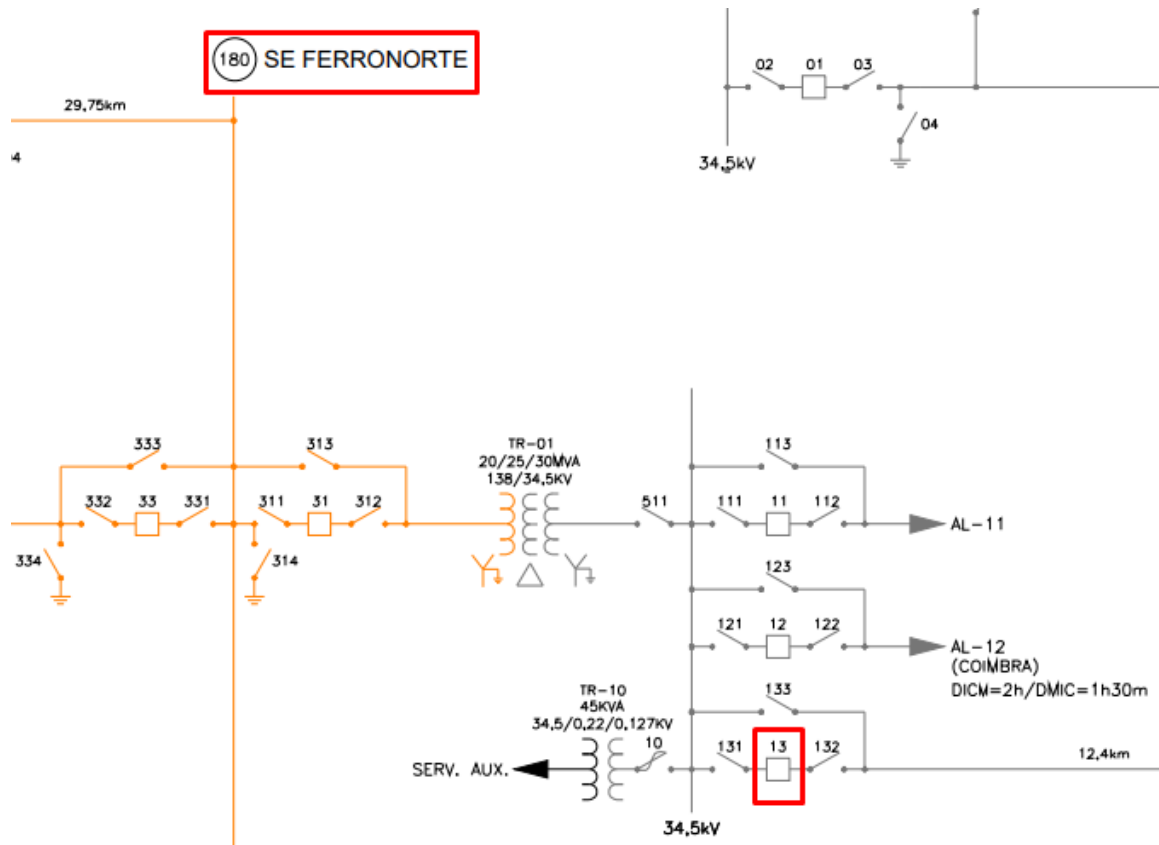 180 SE FERRONORTE
29,75km
4
02 01 03
04
34,5kV
333
313
332 33 331
311 31 312
334
314
TR-01
20/25/30MVA
138/34,5KV
511
113
111 11 112
AL-11
123
121 12 122
AL-12
(COIMBRA)
DICM=2h/DMIC=1h30m
TR-10
45KVA
34,5/0,22/0,127KV
10
SERV. AUX.
133
131 13 132
12,4km
34,5kV